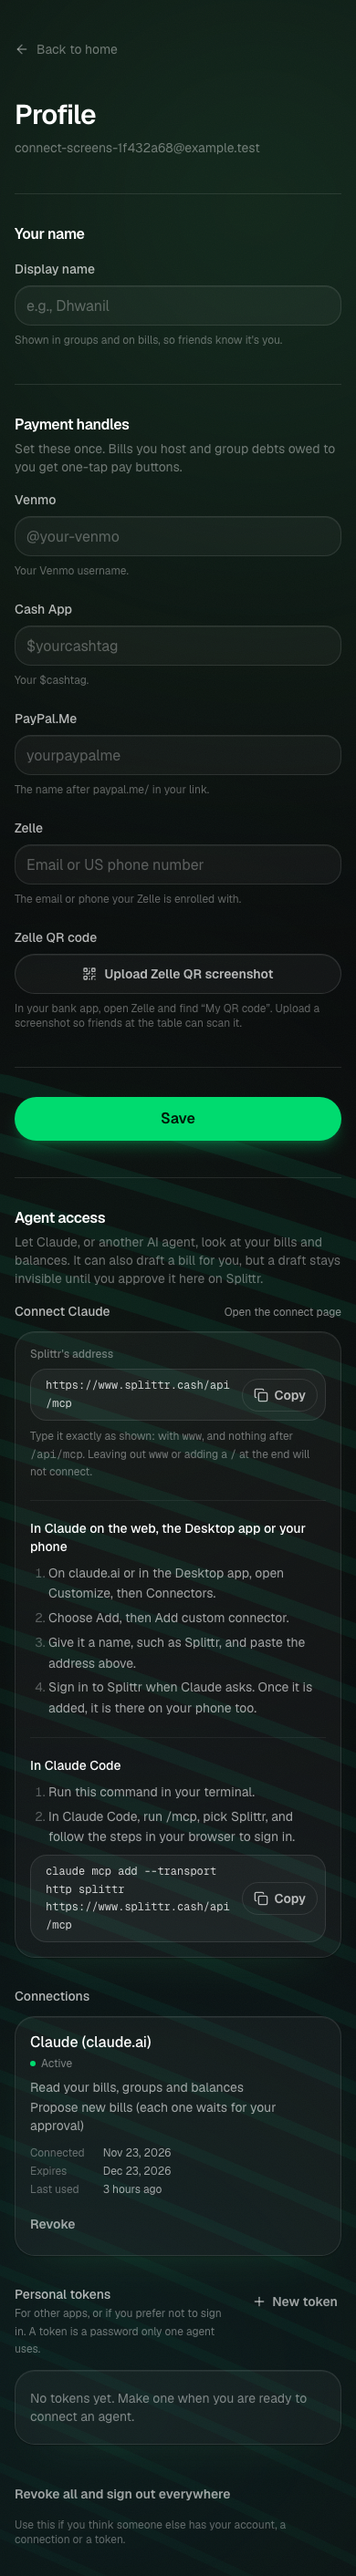 Back to home
Profile
connect-screens-1f432a68@example.test
Your name
Display name
e.g., Dhwanil
Shown in groups and on bills, so friends know it's you.
Payment handles
Set these once. Bills you host and group debts owed to
you get one-tap pay buttons.
Venmo
@your-venmo
Your Venmo username.
Cash App
$yourcashtag
Your $cashtag.
PayPal.Me
yourpaypalme
The name after paypal.me/ in your link.
Zelle
Email or US phone number
The email or phone your Zelle is enrolled with.
Zelle QR code
Upload Zelle QR screenshot
In your bank app, open Zelle and find “My QR code”. Upload a
screenshot so friends at the table can scan it.
Save
Agent access
Let Claude, or another AI agent, look at your bills and
balances. It can also draft a bill for you, but a draft stays
invisible until you approve it here on Splittr.
Connect Claude
Open the connect page
Splittr's address
https://www.splittr.cash/api
/mcp
Copy
Type it exactly as shown: with www, and nothing after
/api/mcp. Leaving out www or adding a / at the end will
not connect.
In Claude on the web, the Desktop app or your
phone
1. On claude.ai or in the Desktop app, open
Customize, then Connectors.
2. Choose Add, then Add custom connector.
3. Give it a name, such as Splittr, and paste the
address above.
4. Sign in to Splittr when Claude asks. Once it is
added, it is there on your phone too.
In Claude Code
1. Run this command in your terminal.
2. In Claude Code, run /mcp, pick Splittr, and
follow the steps in your browser to sign in.
claude mcp add --transport
http splittr
https://www.splittr.cash/api
/mcp
Copy
Connections
Claude (claude.ai)
Active
Read your bills, groups and balances
Propose new bills (each one waits for your
approval)
Connected Nov 23, 2026
Expires Dec 23, 2026
Last used 3 hours ago
Revoke
Personal tokens
New token
For other apps, or if you prefer not to sign
in. A token is a password only one agent
uses.
No tokens yet. Make one when you are ready to
connect an agent.
Revoke all and sign out everywhere
Use this if you think someone else has your account, a
connection or a token.